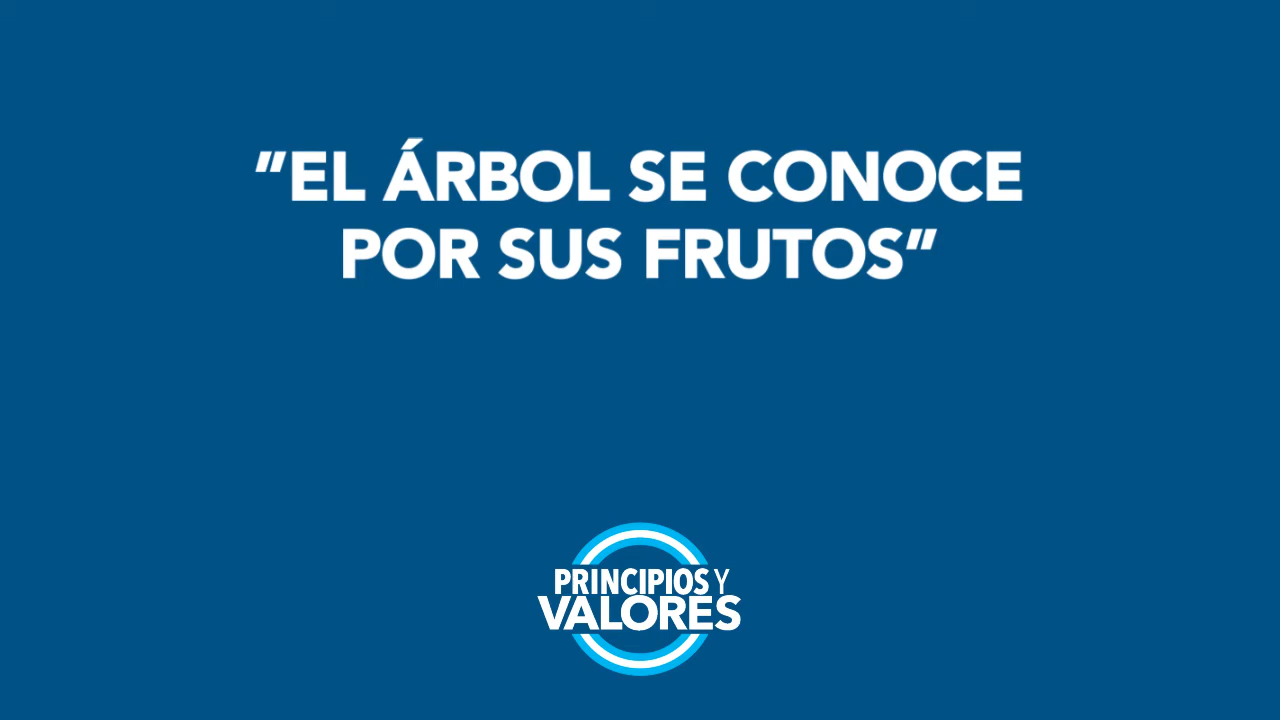 "EL ÁRBOL SE CONOCE
POR SUS FRUTOS"
PRINCIPIOS Y
VALORES